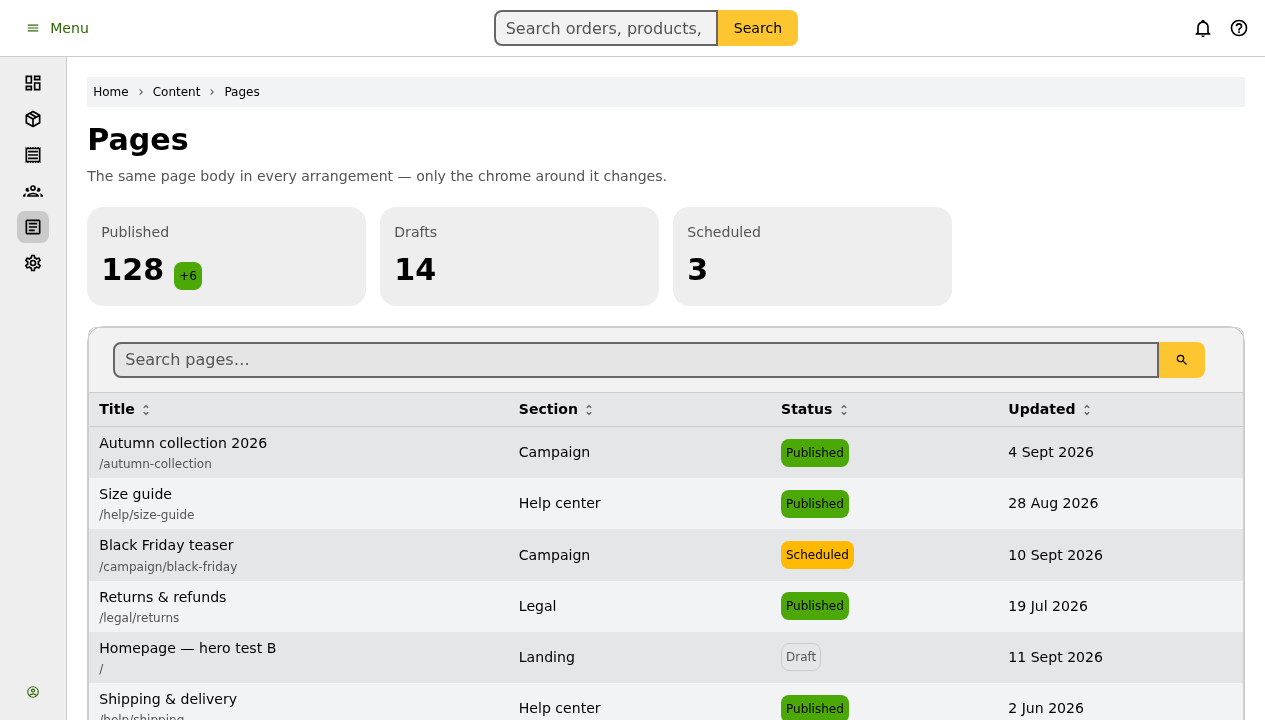 Menu
Search orders, products,
Search
Home › Content › Pages
Pages
The same page body in every arrangement — only the chrome around it changes.
Published
128 +6
Drafts
14
Scheduled
3
Search pages…
Title Section Status Updated
Autumn collection 2026
/autumn-collection
Campaign Published 4 Sept 2026
Size guide
/help/size-guide
Help center Published 28 Aug 2026
Black Friday teaser
/campaign/black-friday
Campaign Scheduled 10 Sept 2026
Returns & refunds
/legal/returns
Legal Published 19 Jul 2026
Homepage — hero test B
/
Landing Draft 11 Sept 2026
Shipping & delivery
/help/shipping
Help center Published 2 Jun 2026